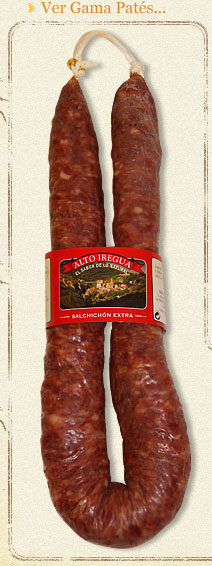 Ver Gama Patés...
ALTO IREGUA
EL SABOR DE LO NATURAL
SALCHICHÓN EXTRA